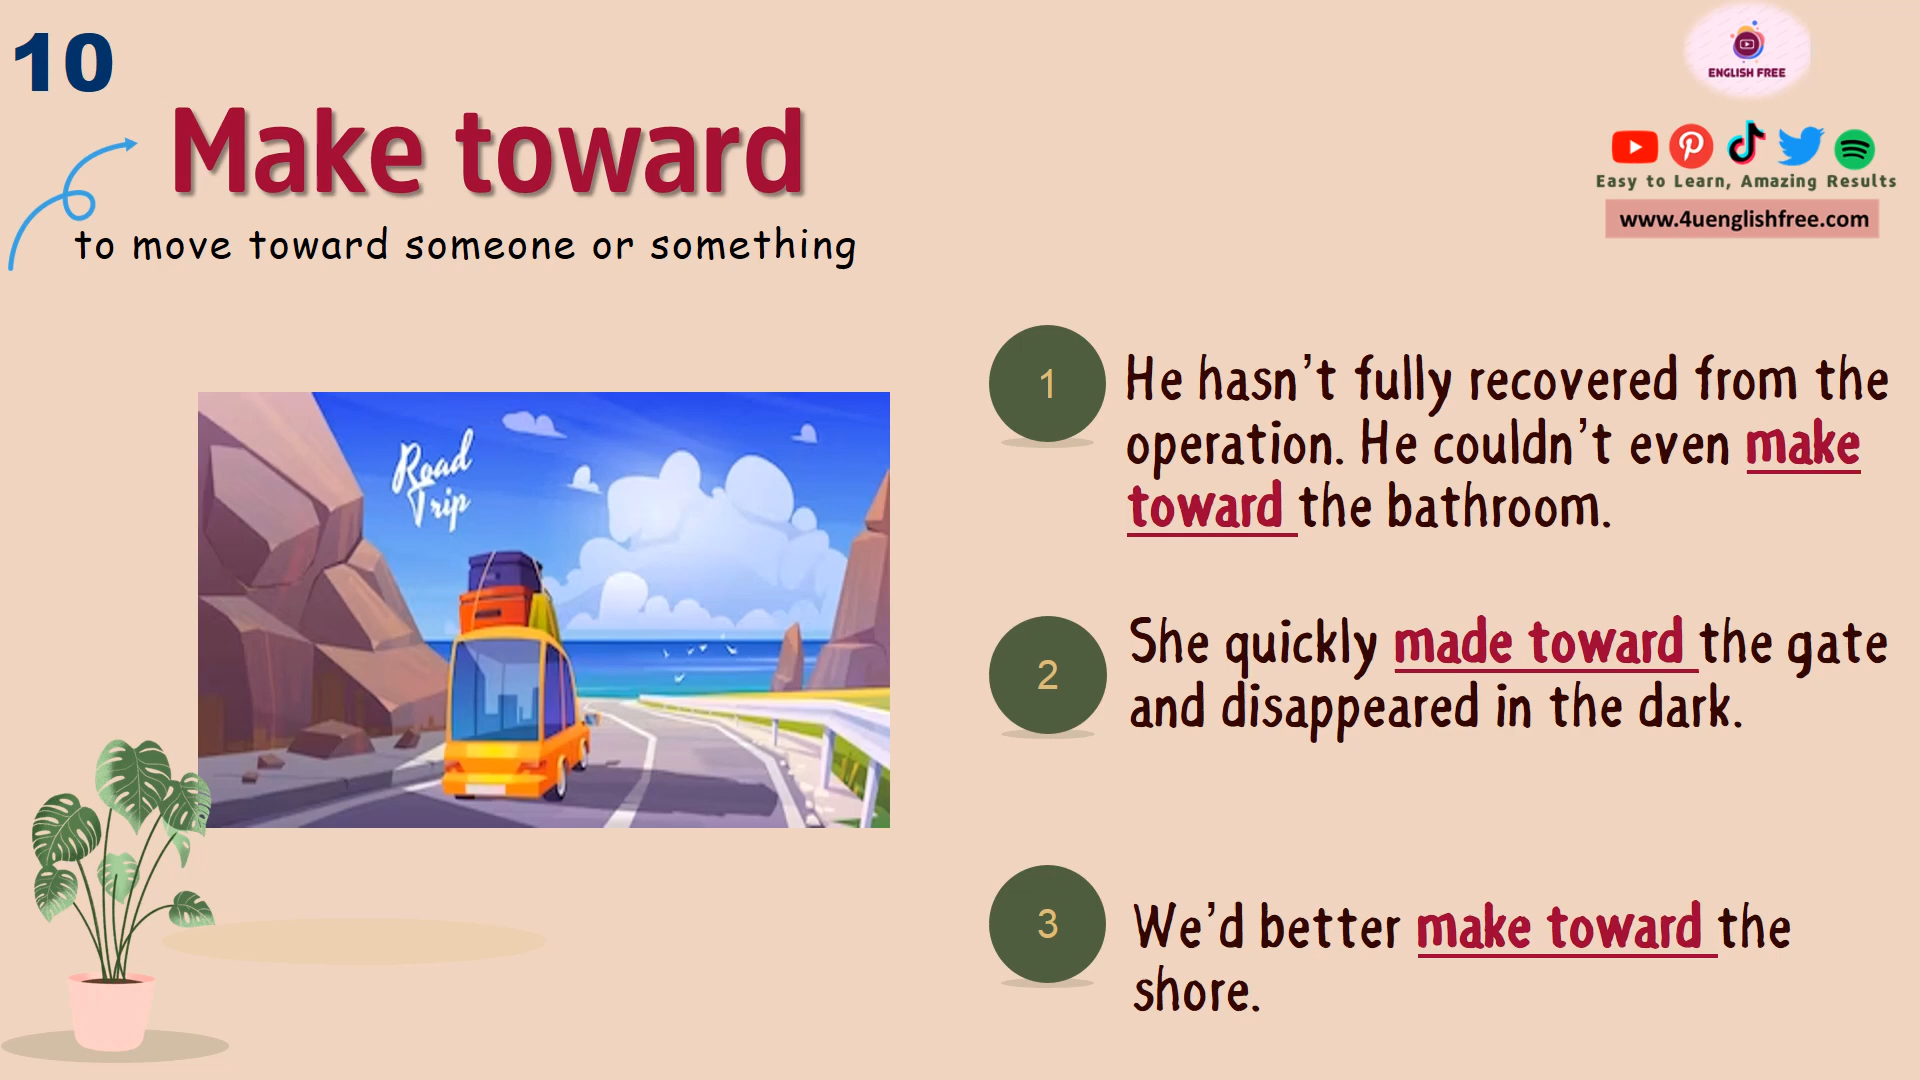 10
Make toward
to move toward someone or something
ENGLISH FREE
Easy to Learn, Amazing Results
www.4uenglishfree.com
Road
Trip
1
He hasn't fully recovered from the
operation. He couldn't even make
toward the bathroom.
2
She quickly made toward the gate
and disappeared in the dark.
3
We'd better make toward the
shore.